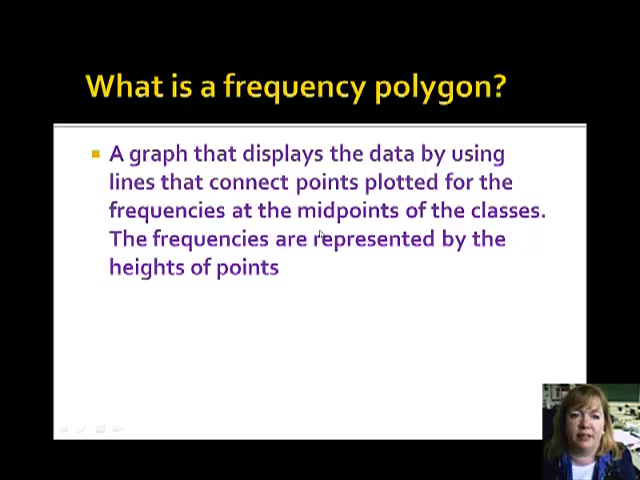 What is a frequency polygon?
A graph that displays the data by using
lines that connect points plotted for the
frequencies at the midpoints of the classes.
The frequencies are represented by the
heights of points